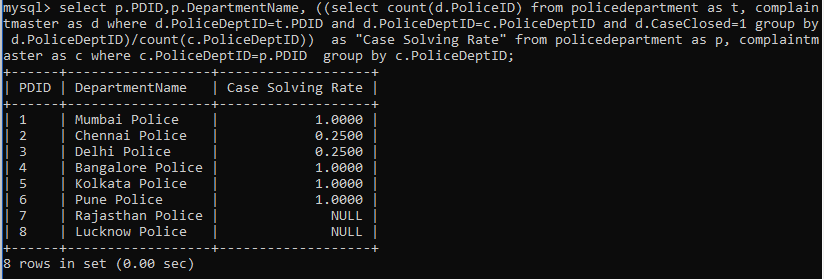 mysql> select p.PDID,p.DepartmentName, ((select count(d.PoliceID) from policedepartment as t, complain
tmaster as d where d.PoliceDeptID=t.PDID and d.PoliceDeptID=c.PoliceDeptID and d.CaseClosed=1 group by
 d.PoliceDeptID)/count(c.PoliceDeptID))  as "Case Solving Rate" from policedepartment as p, complaintm
aster as c where c.PoliceDeptID=p.PDID  group by c.PoliceDeptID;
+------+------------------+-------------------+
| PDID | DepartmentName   | Case Solving Rate |
+------+------------------+-------------------+
| 1    | Mumbai Police    |            1.0000 |
| 2    | Chennai Police   |            0.2500 |
| 3    | Delhi Police     |            0.2500 |
| 4    | Bangalore Police |            1.0000 |
| 5    | Kolkata Police   |            1.0000 |
| 6    | Pune Police      |            1.0000 |
| 7    | Rajasthan Police |              NULL |
| 8    | Lucknow Police   |              NULL |
+------+------------------+-------------------+
8 rows in set (0.00 sec)